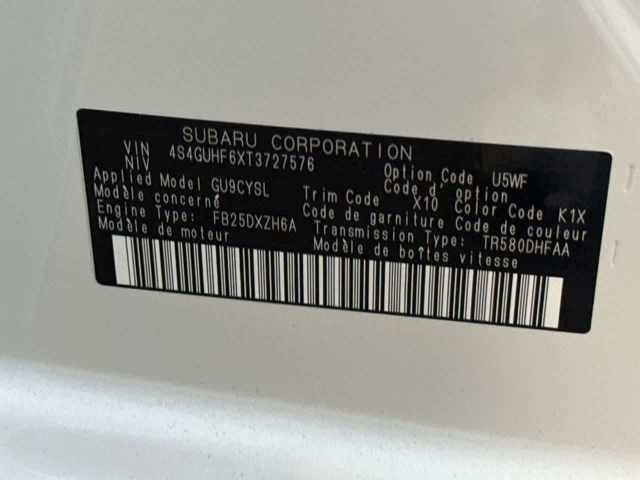 SUBARU CORPORATION
VIN 4S4GUHF6XT3727576
NIV
Option Code U5WF
Code d' option
Applied Model GU9CYSL
Modèle concerné
Trim Code X10
Code de garniture
Color Code K1X
Code de couleur
Engine Type: FB25DXZH6A
Modèle de moteur
Transmission Type: TR580DHFAA
Modèle de boîtes vitesse